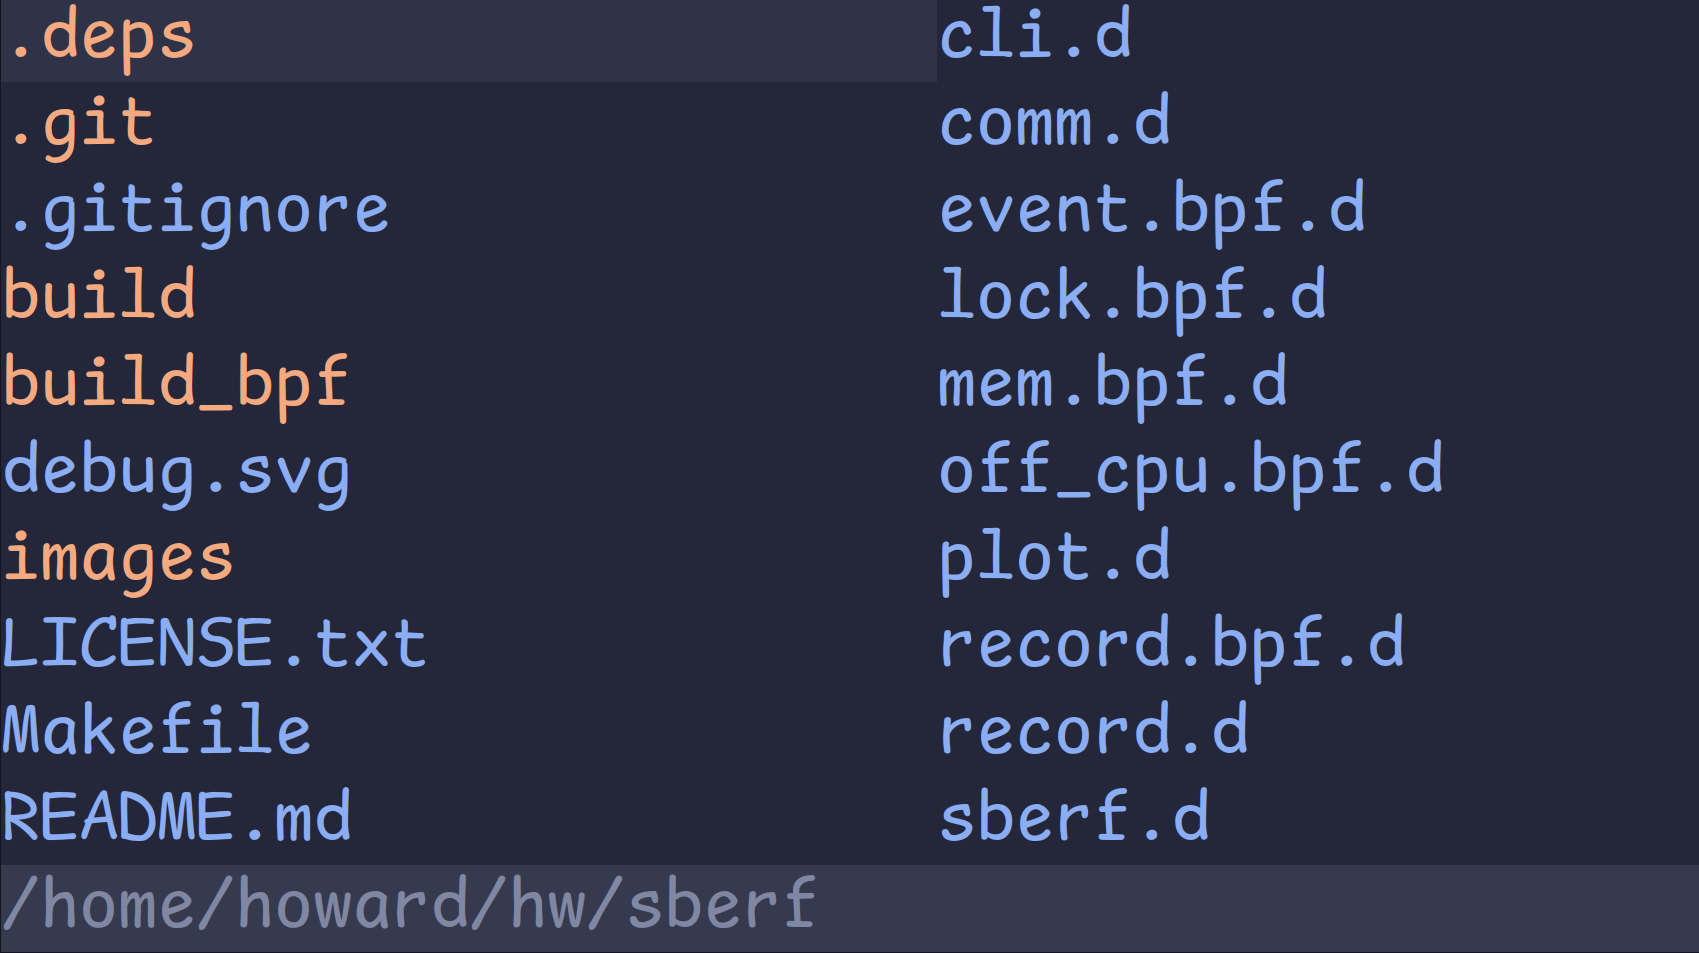 .deps
.git
.gitignore
build
build_bpf
debug.svg
images
LICENSE.txt
Makefile
README.md
cli.d
comm.d
event.bpf.d
lock.bpf.d
mem.bpf.d
off_cpu.bpf.d
plot.d
record.bpf.d
record.d
sberf.d
/home/howard/hw/sberf